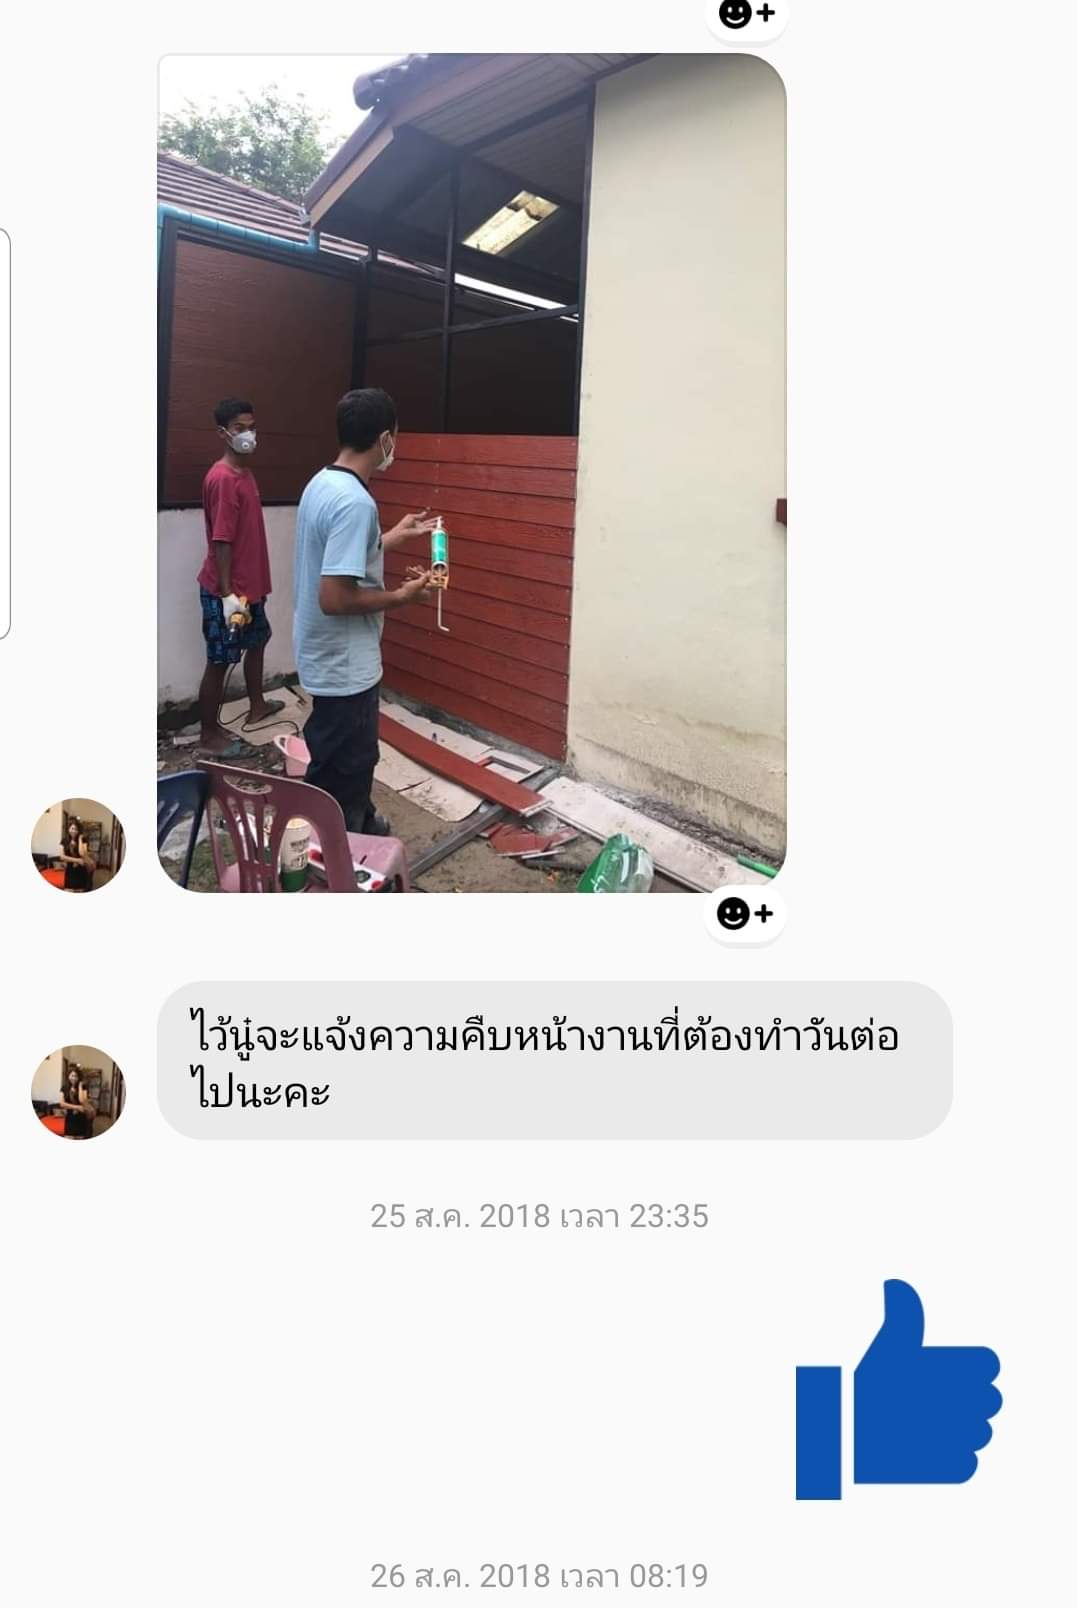 ไว้นู๋จะแจ้งความคืบหน้างานที่ต้องทำวันต่อ
ไปนะคะ
25 ส.ค. 2018 เวลา 23:35
26 ส.ค. 2018 เวลา 08:19